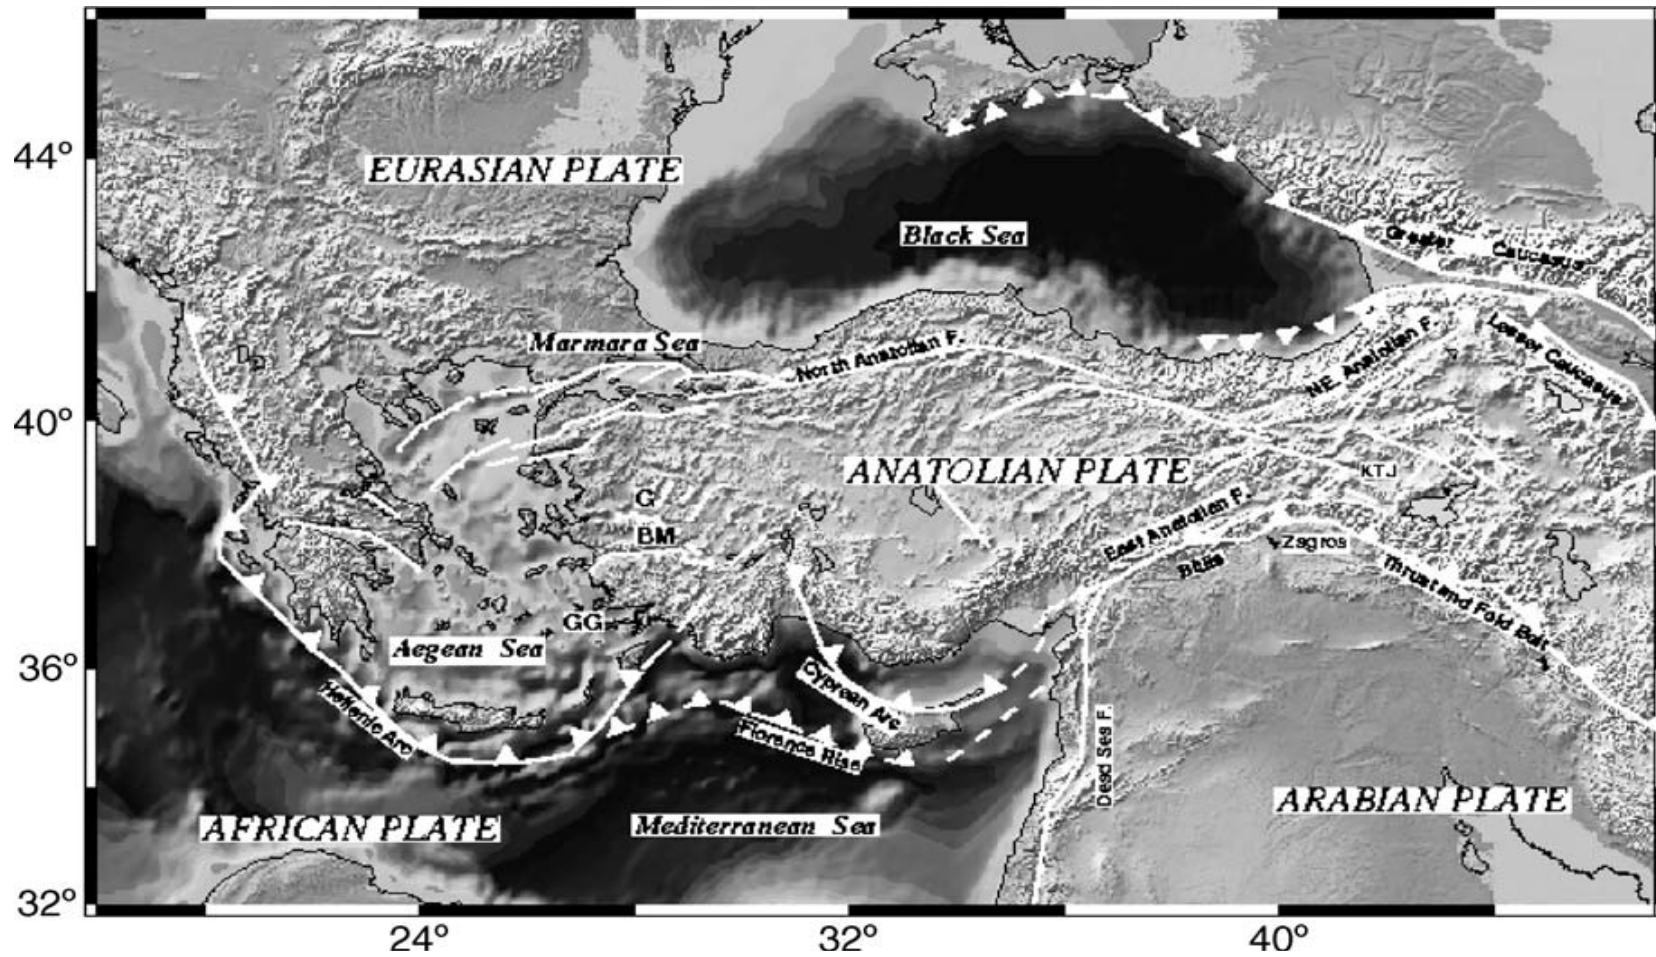 44°
EURASIAN PLATE
Black Sea
Greater Caucasus
Marmara Sea
North Anatolian F.
NE. Anatolian F.
Lesser Caucasus
40°
ANATOLIAN PLATE
KTJ
G
BM
East Anatolian F.
Bitlis
Zagros
Thrust and Fold Belt
GG
Aegean Sea
36°
Cyprean Arc
Hellenic Arc
Florence Rise
Dead Sea F.
ARABIAN PLATE
AFRICAN PLATE
Mediterranean Sea
32°
24°
32°
40°